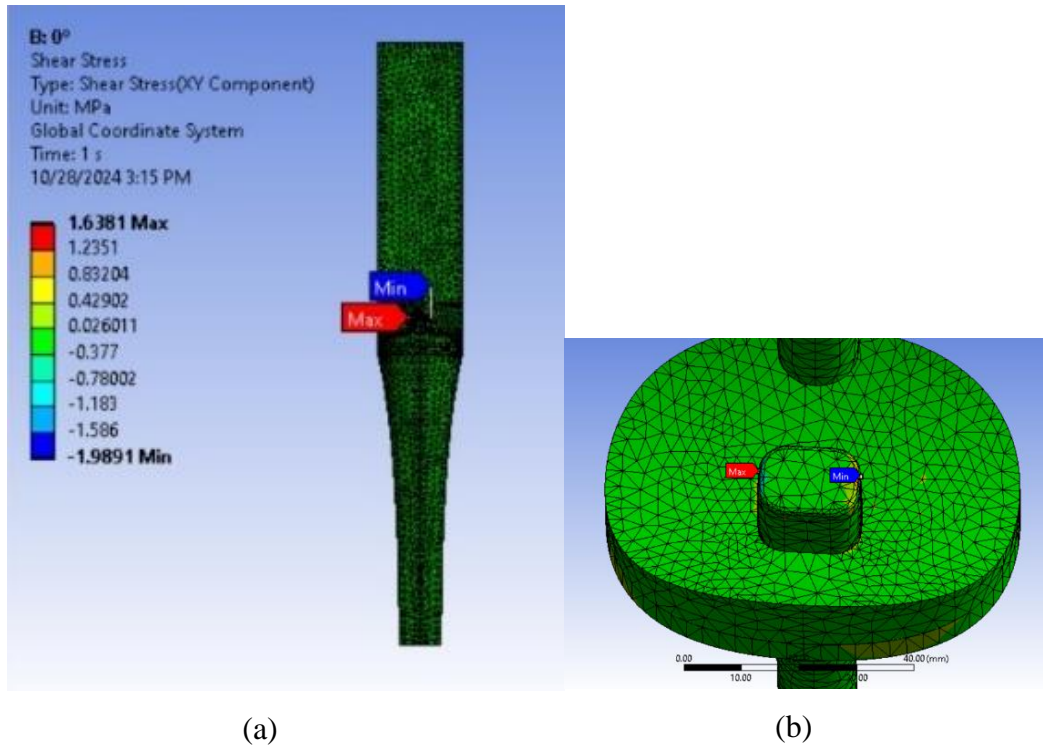 B: 0°
Shear Stress
Type: Shear Stress(XY Component)
Unit: MPa
Global Coordinate System
Time: 1 s
10/28/2024 3:15 PM
1.6381 Max
1.2351
0.83204
0.42902
0.026011
-0.377
-0.78002
-1.183
-1.586
-1.9891 Min
Min
Max
Max
Min
0.00
40.00 (mm)
10.00
(a)
(b)